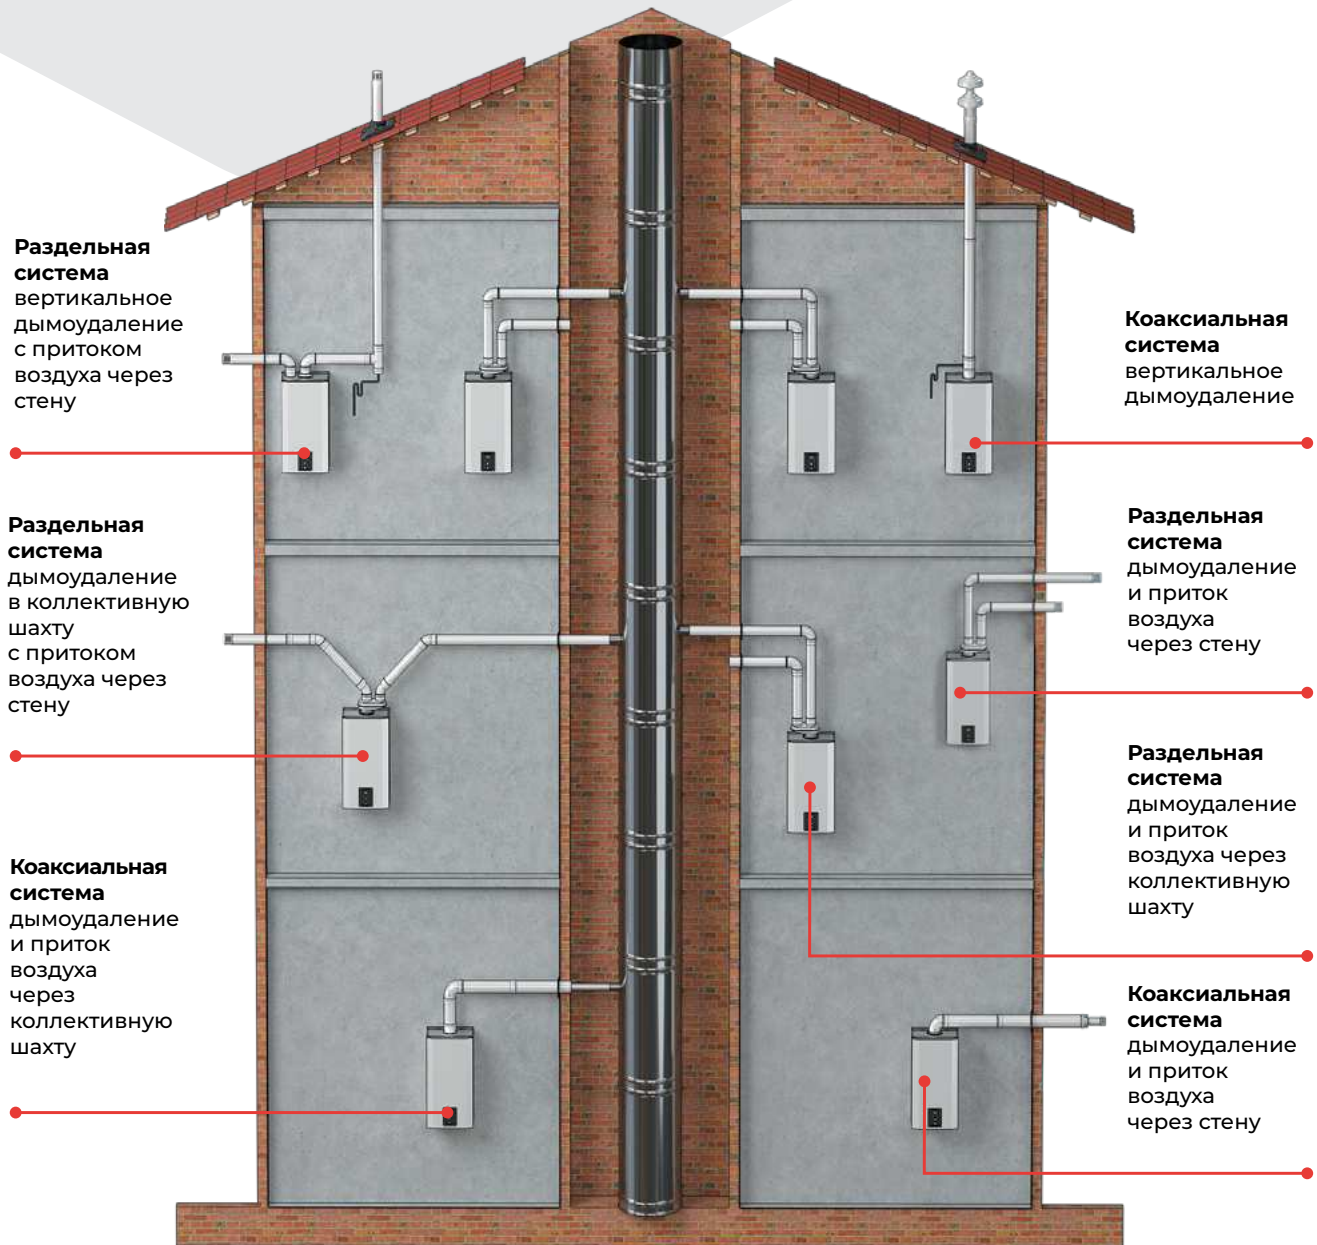 Раздельная
система
вертикальное
дымоудаление
с притоком
воздуха через
стену
Раздельная
система
дымоудаление
в коллективную
шахту
с притоком
воздуха через
стену
Коаксиальная
система
дымоудаление
и приток
воздуха
через
коллективную
шахту
Коаксиальная
система
вертикальное
дымоудаление
Раздельная
система
дымоудаление
и приток
воздуха
через стену
Раздельная
система
дымоудаление
и приток
воздуха через
коллективную
шахту
Коаксиальная
система
дымоудаление
и приток
воздуха
через стену